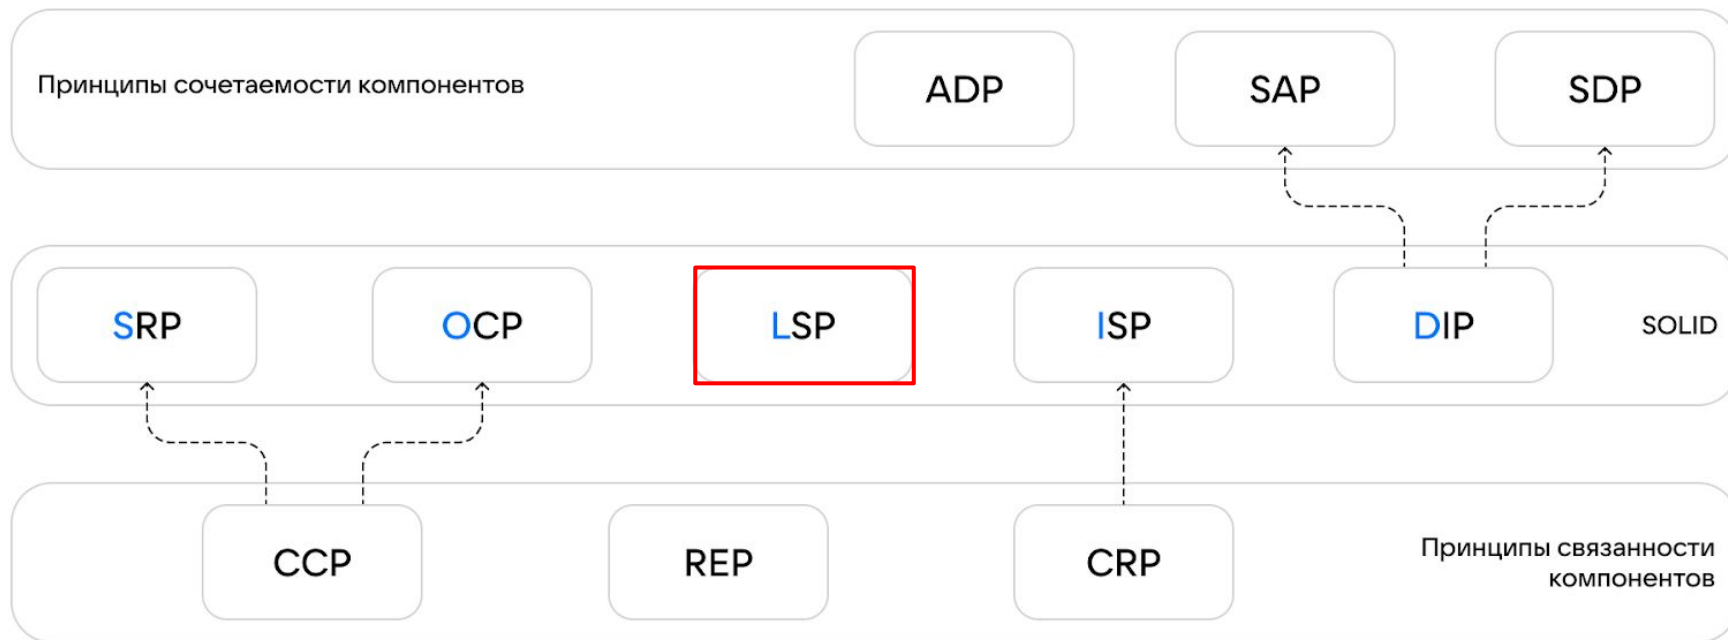 Принципы сочетаемости компонентов
ADP
SAP
SDP
SRP
OCP
LSP
ISP
DIP
SOLID
CCP
REP
CRP
Принципы связанности
компонентов